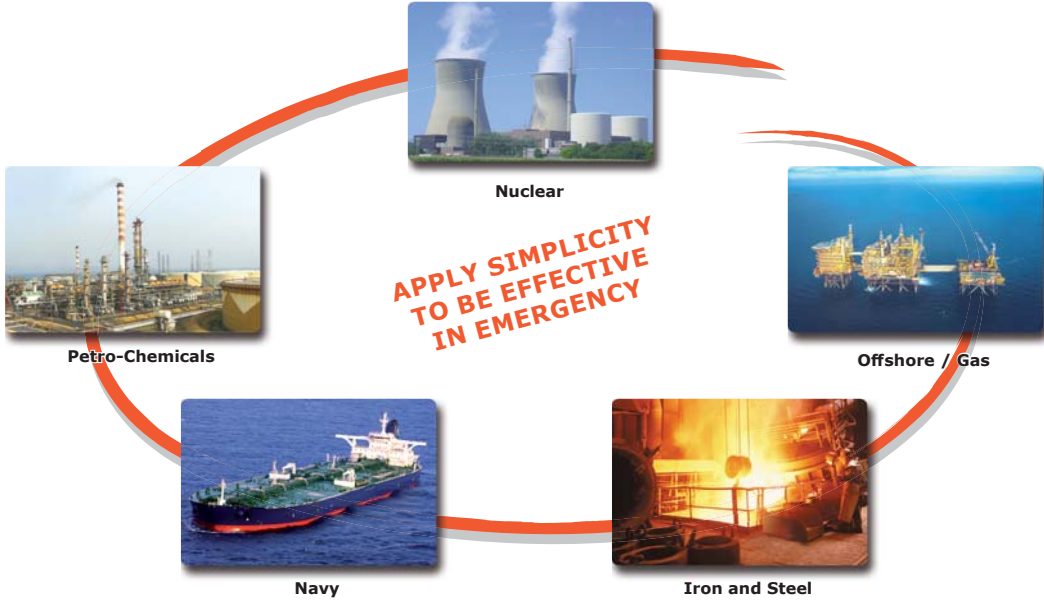 Nuclear
APPLY SIMPLICITY
TO BE EFFECTIVE
IN EMERGENCY
Petro-Chemicals
Offshore / Gas
Navy
Iron and Steel